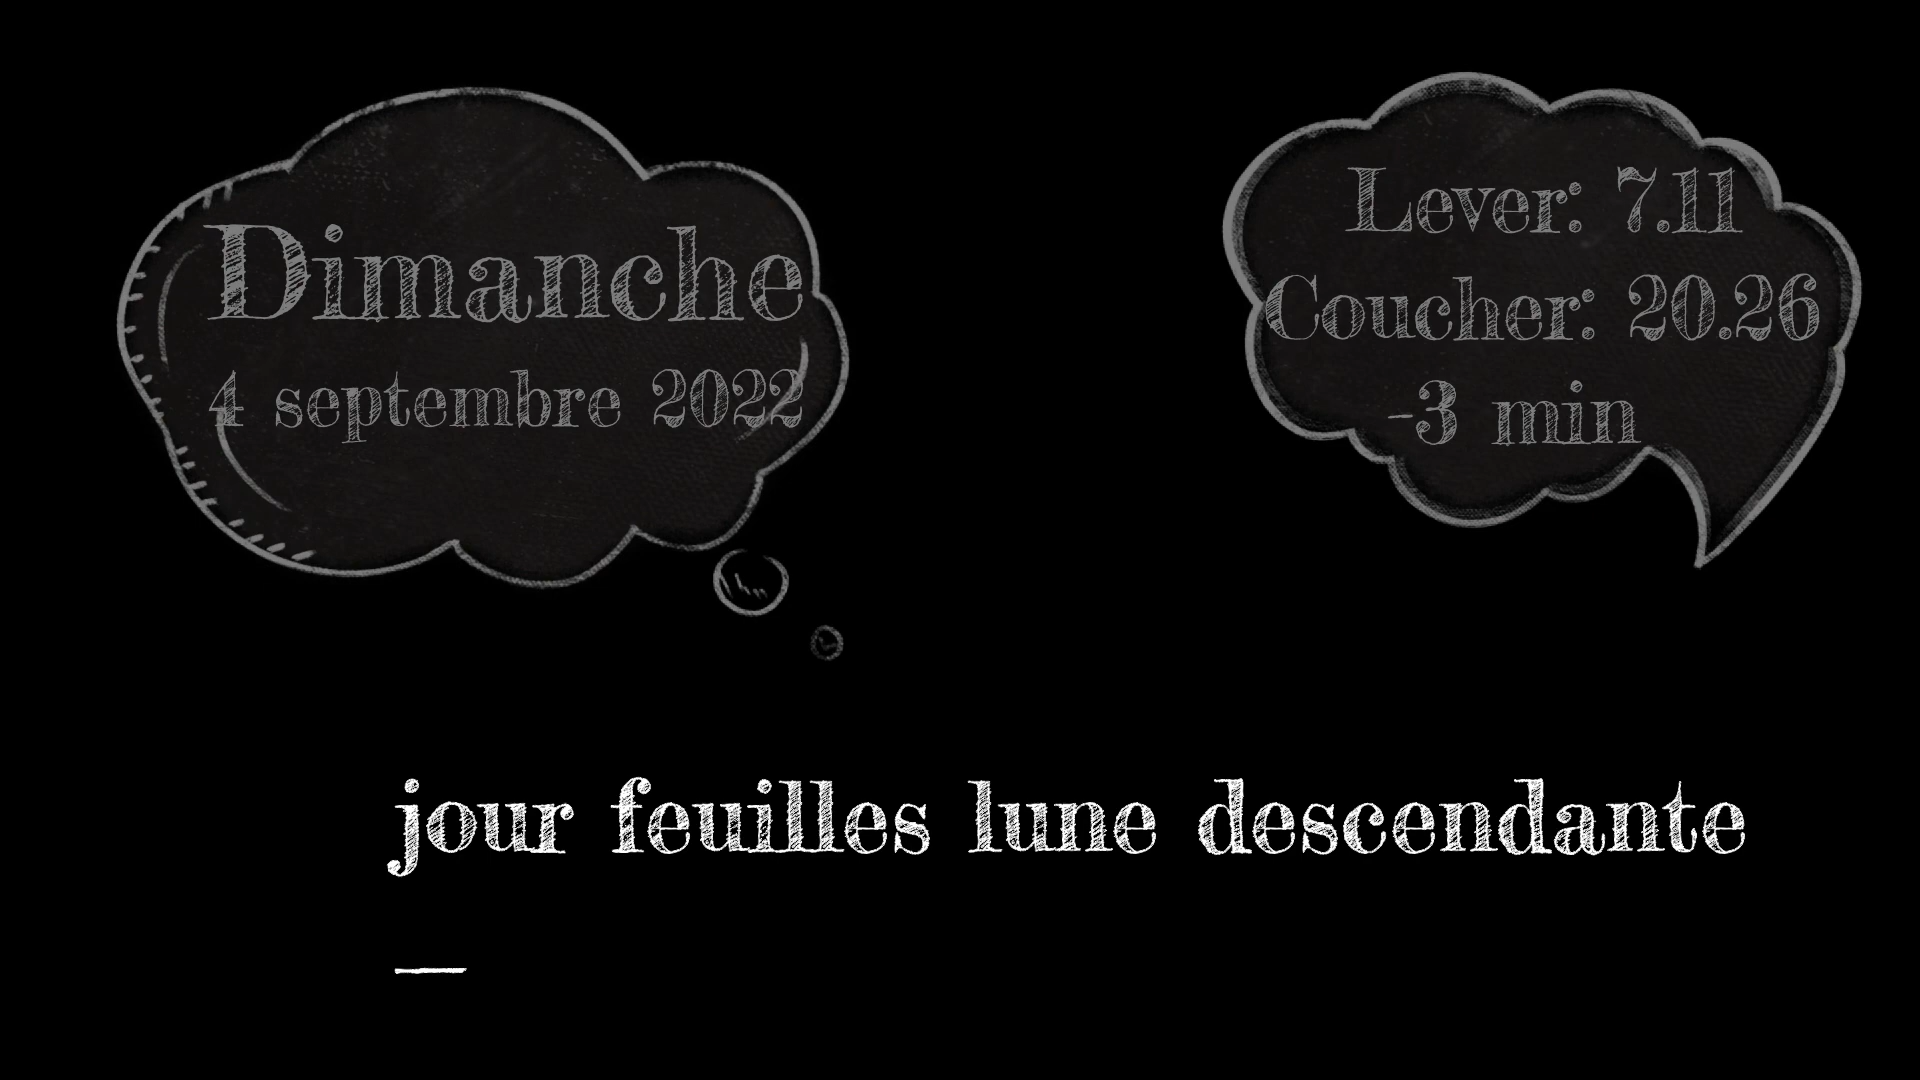 Dimanche
4 septembre 2022
Lever: 7.11
Coucher: 20.26
-3 min
jour feuilles lune descendante
_